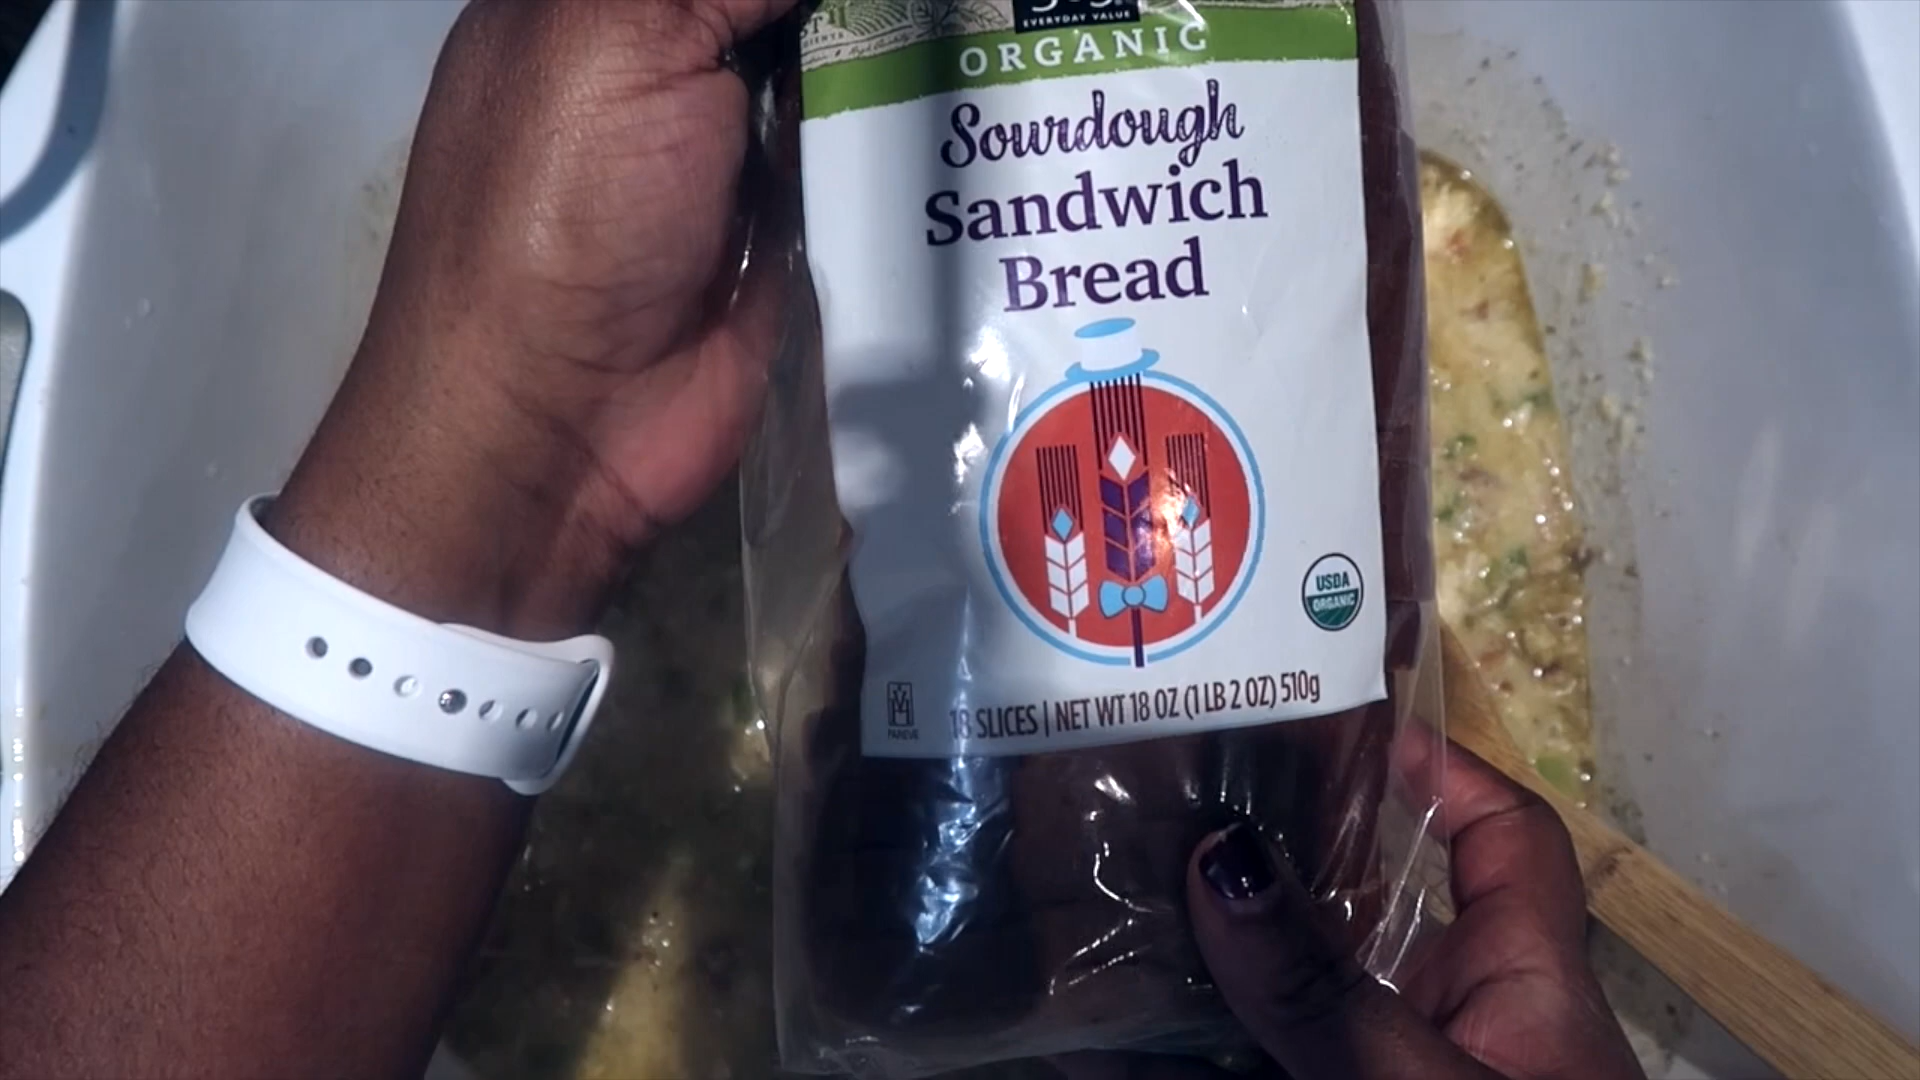 EVERYDAY VALUE
ORGANIC
Sourdough
Sandwich
Bread
USDA
ORGANIC
18 SLICES | NET WT 18 OZ (1 LB 2 OZ) 510g
PAREVE